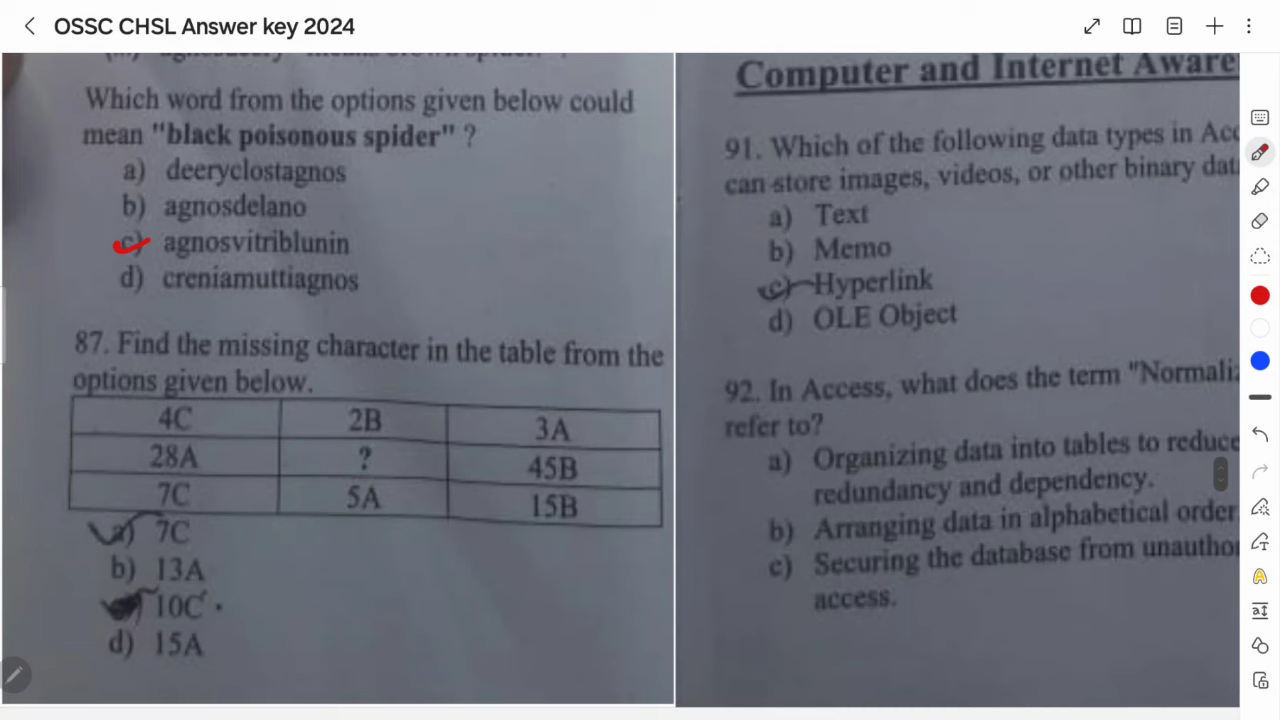 OSSC CHSL Answer key 2024
Which word from the options given below could
mean "black poisonous spider" ?
a) deeryclostagnos
b) agnosdelano
c) agnosvitriblunin
d) creniamuttiagnos
87. Find the missing character in the table from the
options given below.
4C 2B 3A
28A ? 45B
7C 5A 15B
a) 7C
b) 13A
10C
d) 15A
Computer and Internet Aware
91. Which of the following data types in Acc
can store images, videos, or other binary dat
a) Text
b) Memo
c) Hyperlink
d) OLE Object
92. In Access, what does the term "Normaliz
refer to?
a) Organizing data into tables to reduce
redundancy and dependency.
b) Arranging data in alphabetical order
c) Securing the database from unautho
access.